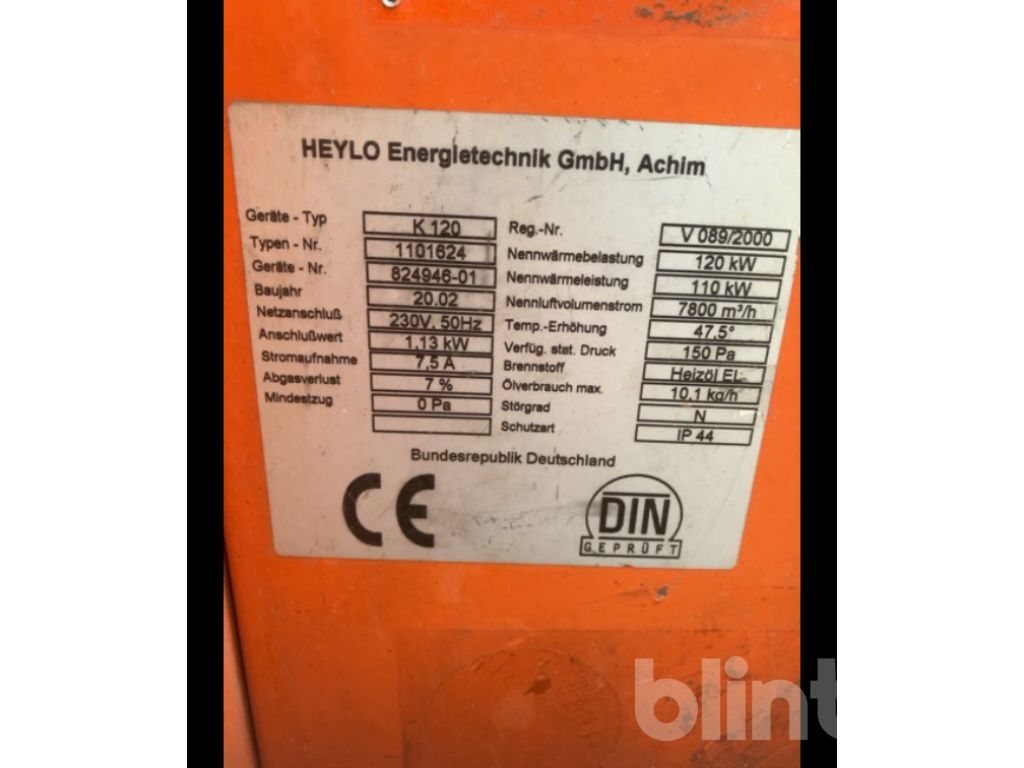 HEYLO Energietechnik GmbH, Achim
Geräte - Typ K 120 Reg.-Nr. V 089/2000
Typen - Nr. 1101624 Nennwärmebelastung 120 kW
Geräte - Nr. 824946-01 Nennwärmeleistung 110 kW
Baujahr 20.02 Nennluftvolumenstrom 7800 m³/h
Netzanschluß 230V, 50Hz Temp.-Erhöhung 47,5°
Anschlußwert 1,13 kW Verfüg. stat. Druck 150 Pa
Stromaufnahme 7,5 A Brennstoff Heizöl EL
Abgasverlust 7 % Ölverbrauch max. 10,1 kg/h
Mindestzug 0 Pa Störgrad N
Schutzart IP 44
Bundesrepublik Deutschland
CE
DIN
GEPRÜFT
blint